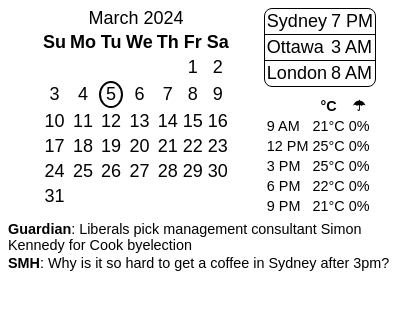 March 2024
Su Mo Tu We Th Fr Sa
1 2
3 4 5 6 7 8 9
10 11 12 13 14 15 16
17 18 19 20 21 22 23
24 25 26 27 28 29 30
31
Sydney 7 PM
Ottawa 3 AM
London 8 AM
°C ☂
9 AM 21°C 0%
12 PM 25°C 0%
3 PM 25°C 0%
6 PM 22°C 0%
9 PM 21°C 0%
Guardian: Liberals pick management consultant Simon
Kennedy for Cook byelection
SMH: Why is it so hard to get a coffee in Sydney after 3pm?